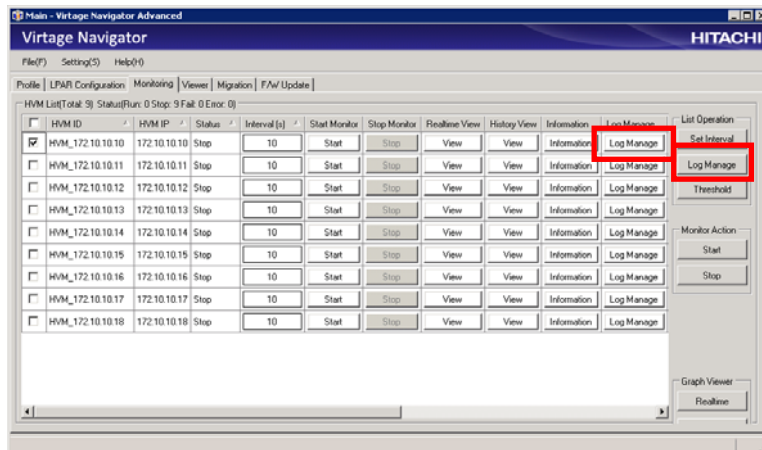 Main - Virtage Navigator Advanced
Virtage Navigator HITACHI
File(F) Setting(S) Help(H)
Profile LPAR Configuration Monitoring Viewer Migration F/W Update
HVM List(Total: 9) Status(Run: 0 Stop: 9 Fail: 0 Error: 0) List Operation
HVM ID HVM IP Status Interval [s] Start Monitor Stop Monitor Realtime View History View Information Log Manage
HVM_172.10.10.10 172.10.10.10 Stop 10 Start Stop View View Information Log Manage Set Interval
HVM_172.10.10.11 172.10.10.11 Stop 10 Start Stop View View Information Log Manage Log Manage
HVM_172.10.10.12 172.10.10.12 Stop 10 Start Stop View View Information Log Manage Threshold
HVM_172.10.10.13 172.10.10.13 Stop 10 Start Stop View View Information Log Manage
HVM_172.10.10.14 172.10.10.14 Stop 10 Start Stop View View Information Log Manage Monitor Action
HVM_172.10.10.15 172.10.10.15 Stop 10 Start Stop View View Information Log Manage Start
HVM_172.10.10.16 172.10.10.16 Stop 10 Start Stop View View Information Log Manage Stop
HVM_172.10.10.17 172.10.10.17 Stop 10 Start Stop View View Information Log Manage
HVM_172.10.10.18 172.10.10.18 Stop 10 Start Stop View View Information Log Manage
Graph Viewer
Realtime